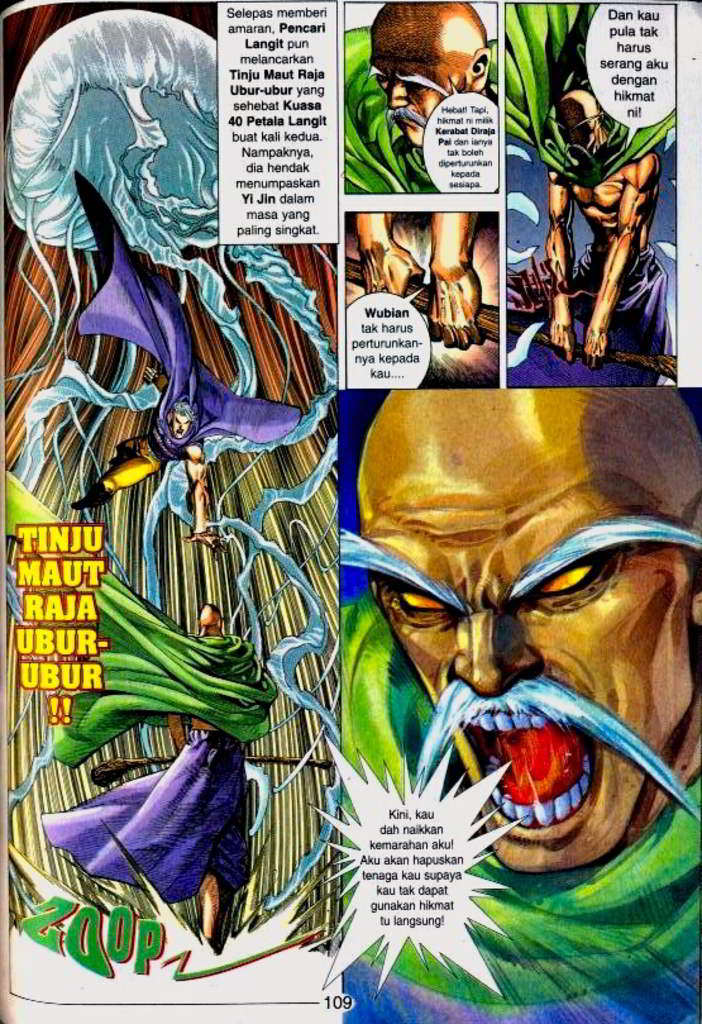 Selepas memberi
amaran, Pencari
Langit pun
melancarkan
Tinju Maut Raja
Ubur-ubur yang
sehebat Kuasa
40 Petala Langit
buat kali kedua.
Nampaknya,
dia hendak
menumpaskan
Yi Jin dalam
masa yang
paling singkat.
TINJU
MAUT
RAJA
UBUR-
UBUR
!!
ZOOP
Hebat! Tapi,
hikmat ni milik
Kerabat Diraja
Pai dan ianya
tak boleh
diperturunkan
kepada
sesiapa.
Dan kau
pula tak
harus
serang aku
dengan
hikmat
ni!
Wubian
tak harus
perturunkan-
nya kepada
kau....
Kini, kau
dah naikkan
kemarahan aku!
Aku akan hapuskan
tenaga kau supaya
kau tak dapat
gunakan hikmat
tu langsung!
109